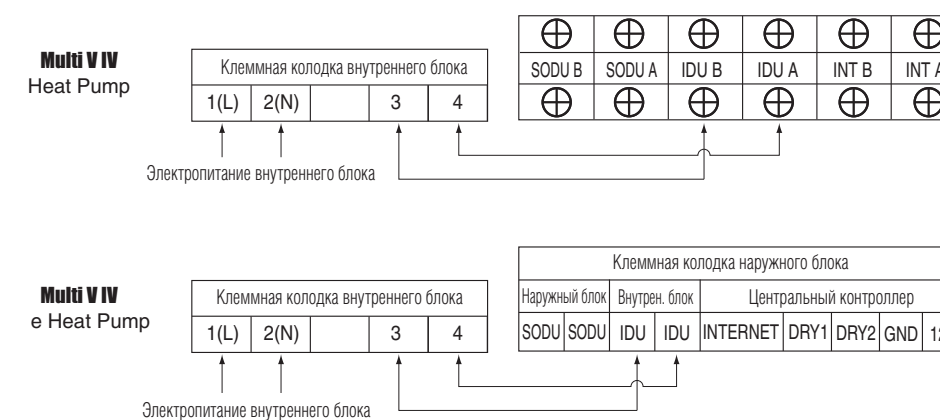 Multi V IV
Heat Pump
Клеммная колодка внутреннего блока
1(L) 2(N) 3 4
SODU B SODU A IDU B IDU A INT B INT A
Электропитание внутреннего блока
Multi V IV
e Heat Pump
Клеммная колодка внутреннего блока
1(L) 2(N) 3 4
Клеммная колодка наружного блока
Наружный блок Внутрен. блок Центральный контроллер
SODU SODU IDU IDU INTERNET DRY1 DRY2 GND
Электропитание внутреннего блока